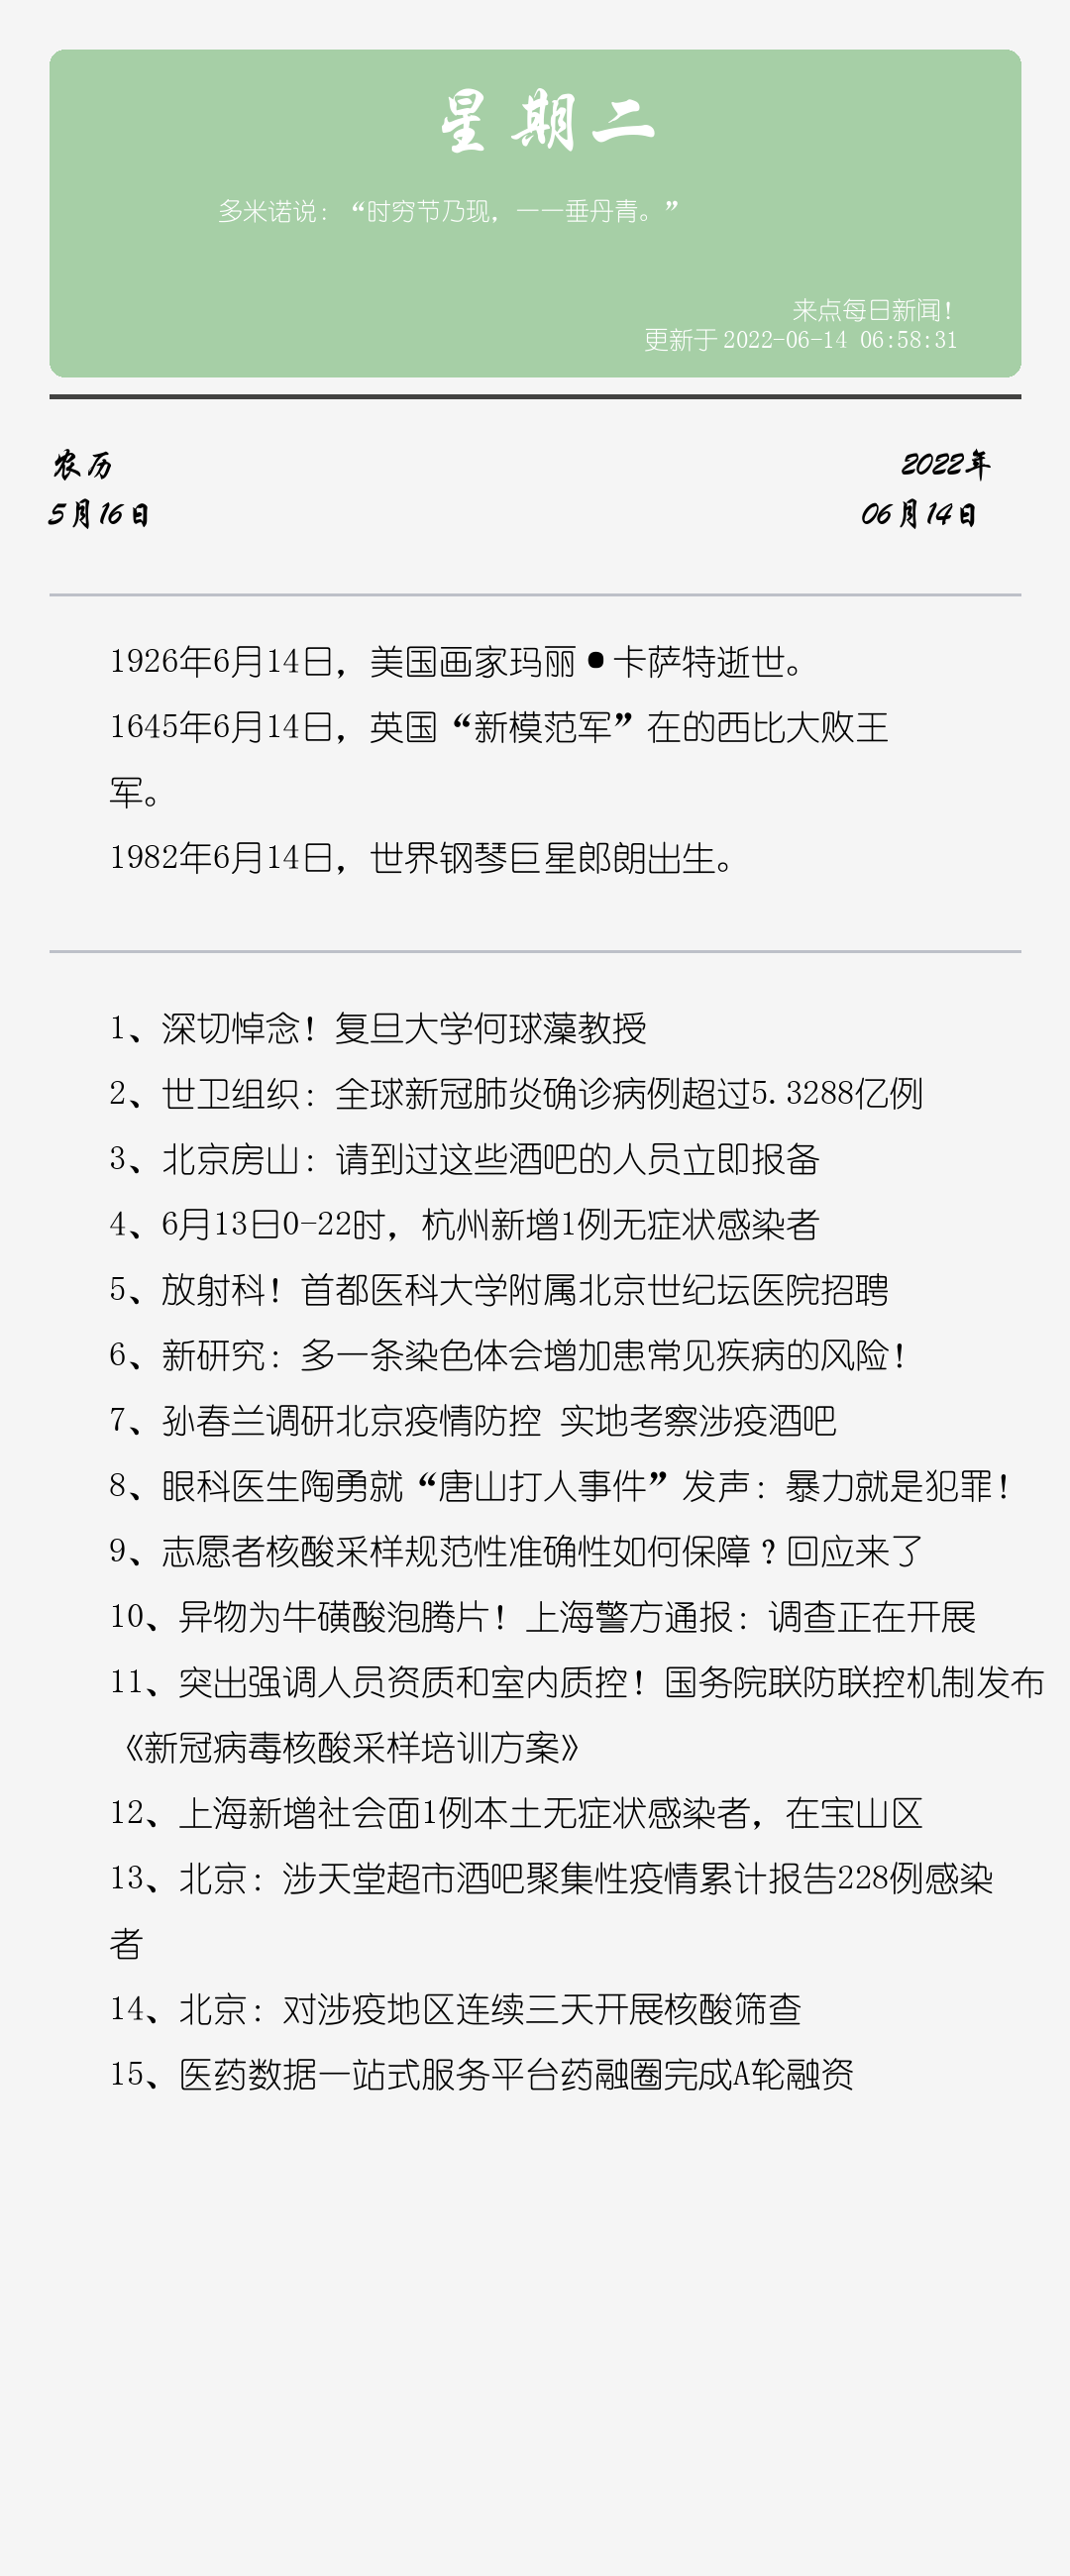 星期二
多米诺说：“时穷节乃现，一一垂丹青。”
来点每日新闻！
更新于 2022-06-14 06:58:31
农历
2022年
5月16日
06月14日
1926年6月14日，美国画家玛丽●卡萨特逝世。
1645年6月14日，英国“新模范军”在的西比大败王
军。
1982年6月14日，世界钢琴巨星郎朗出生。
1、深切悼念！复旦大学何球藻教授
2、世卫组织：全球新冠肺炎确诊病例超过5.3288亿例
3、北京房山：请到过这些酒吧的人员立即报备
4、6月13日0-22时，杭州新增1例无症状感染者
5、放射科！首都医科大学附属北京世纪坛医院招聘
6、新研究：多一条染色体会增加患常见疾病的风险！
7、孙春兰调研北京疫情防控 实地考察涉疫酒吧
8、眼科医生陶勇就“唐山打人事件”发声：暴力就是犯罪！
9、志愿者核酸采样规范性准确性如何保障？回应来了
10、异物为牛磺酸泡腾片！上海警方通报：调查正在开展
11、突出强调人员资质和室内质控！国务院联防联控机制发布
《新冠病毒核酸采样培训方案》
12、上海新增社会面1例本土无症状感染者，在宝山区
13、北京：涉天堂超市酒吧聚集性疫情累计报告228例感染
者
14、北京：对涉疫地区连续三天开展核酸筛查
15、医药数据一站式服务平台药融圈完成A轮融资